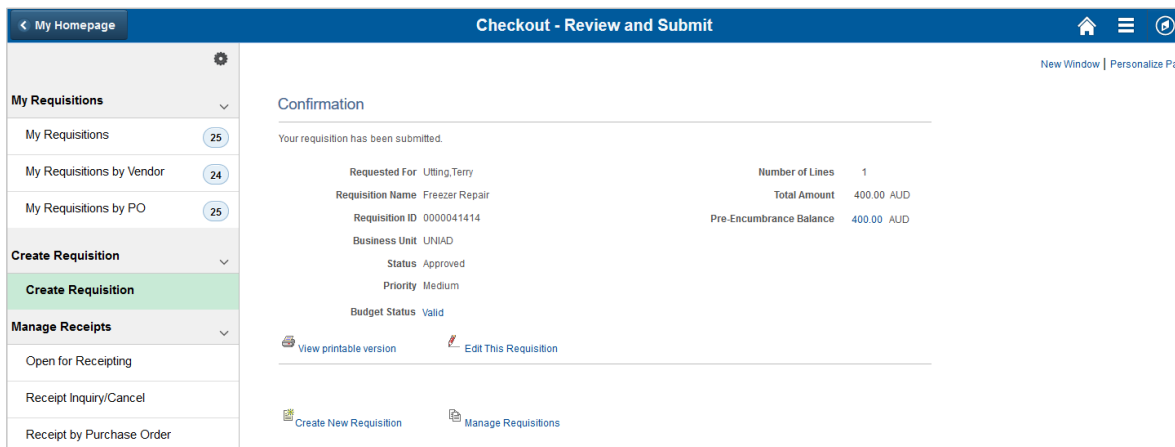 My Homepage
Checkout - Review and Submit
New Window | Personalize Pa
My Requisitions
My Requisitions 25
My Requisitions by Vendor 24
My Requisitions by PO 25
Create Requisition
Create Requisition
Manage Receipts
Open for Receipting
Receipt Inquiry/Cancel
Receipt by Purchase Order
Confirmation
Your requisition has been submitted.
Requested For Utting,Terry
Requisition Name Freezer Repair
Requisition ID 0000041414
Business Unit UNIAD
Status Approved
Priority Medium
Budget Status Valid
Number of Lines 1
Total Amount 400.00 AUD
Pre-Encumbrance Balance 400.00 AUD
View printable version Edit This Requisition
Create New Requisition Manage Requisitions